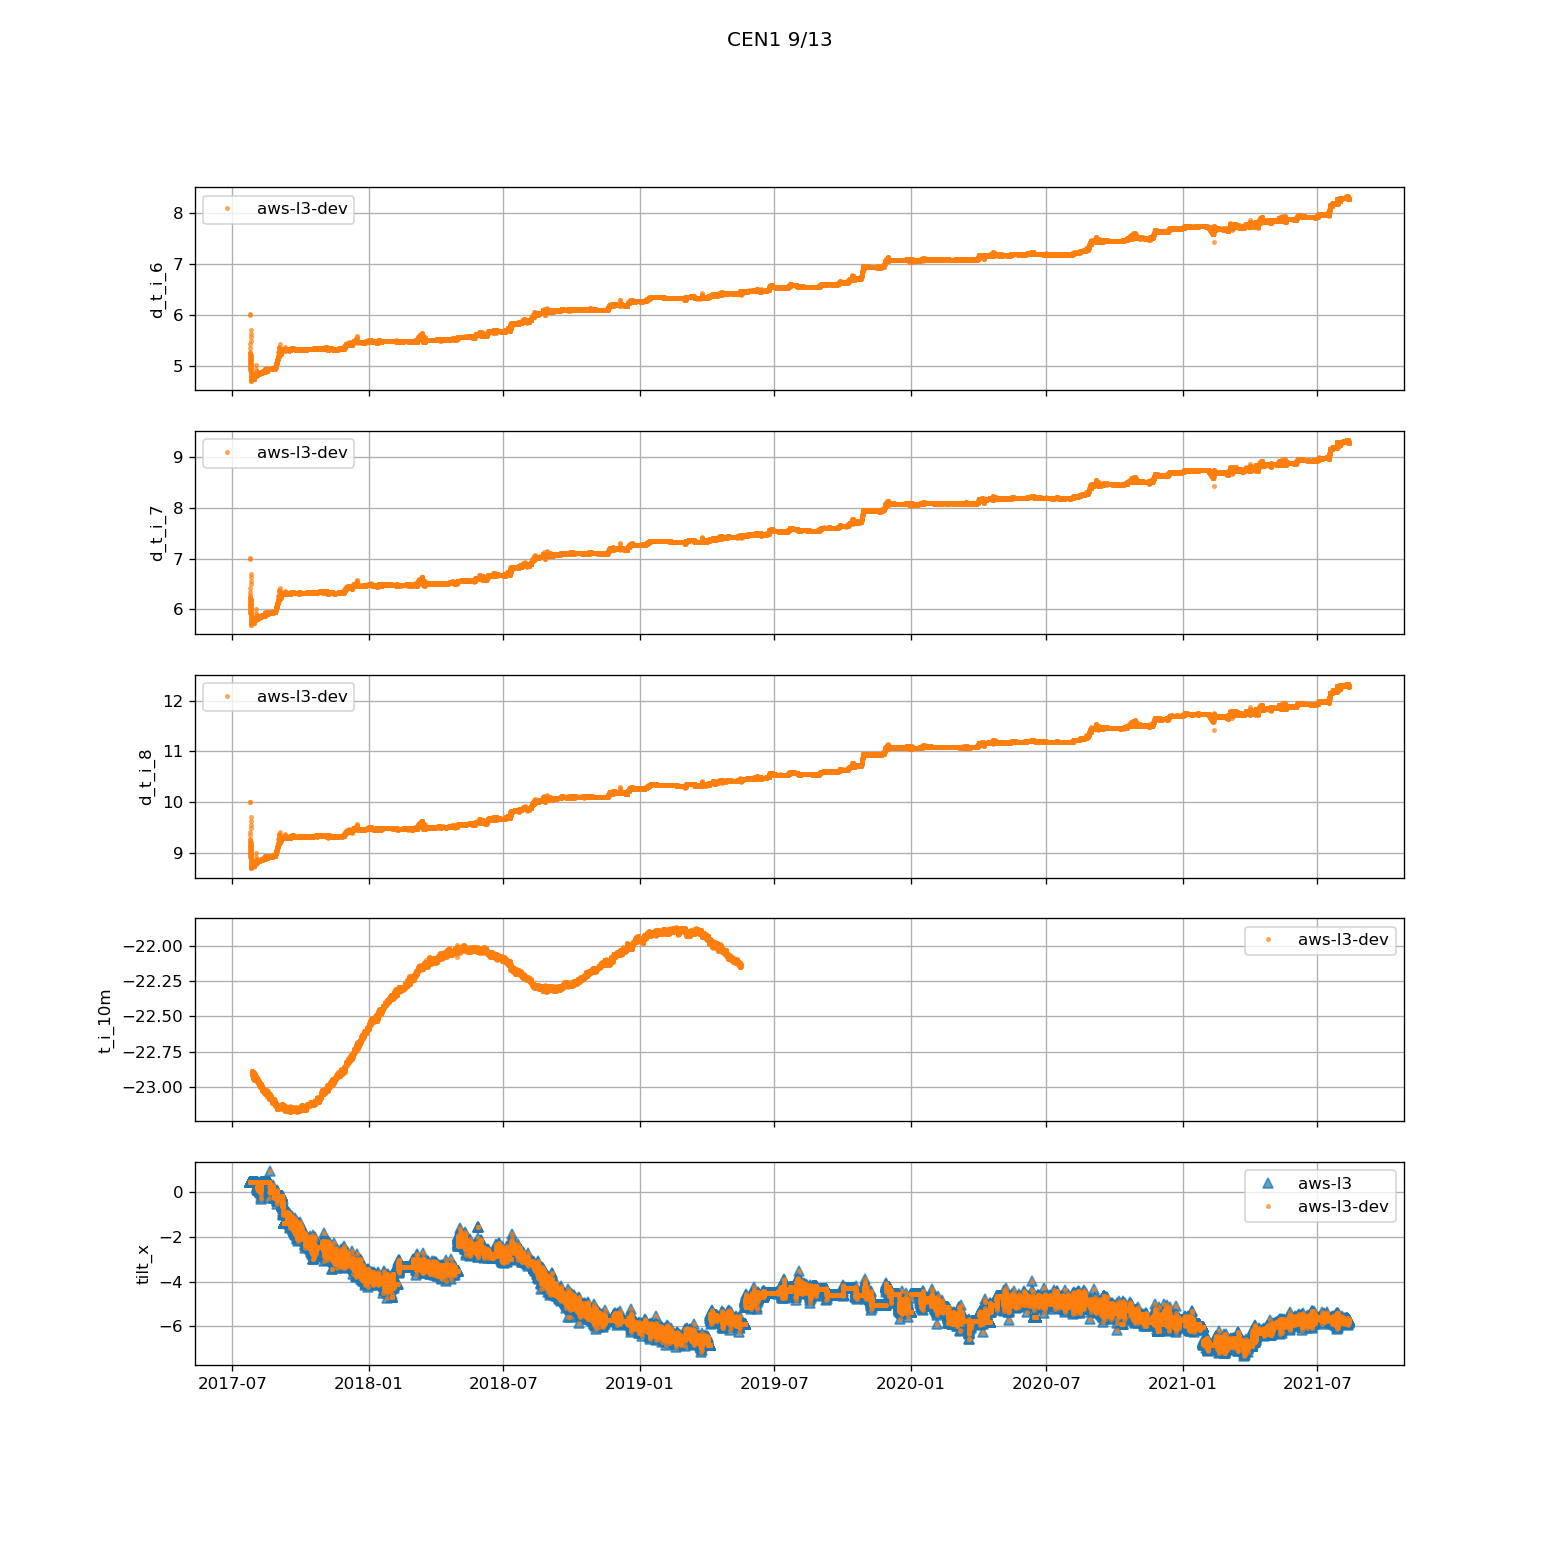 CEN1 9/13
aws-l3-dev
8
7
6
5
d_t_i_6
aws-l3-dev
9
8
7
6
d_t_i_7
aws-l3-dev
12
11
10
9
d_t_i_8
aws-l3-dev
−22.00
−22.25
−22.50
−22.75
−23.00
t_i_10m
aws-l3
aws-l3-dev
0
−2
−4
−6
tilt_x
2017-07 2018-01 2018-07 2019-01 2019-07 2020-01 2020-07 2021-01 2021-07